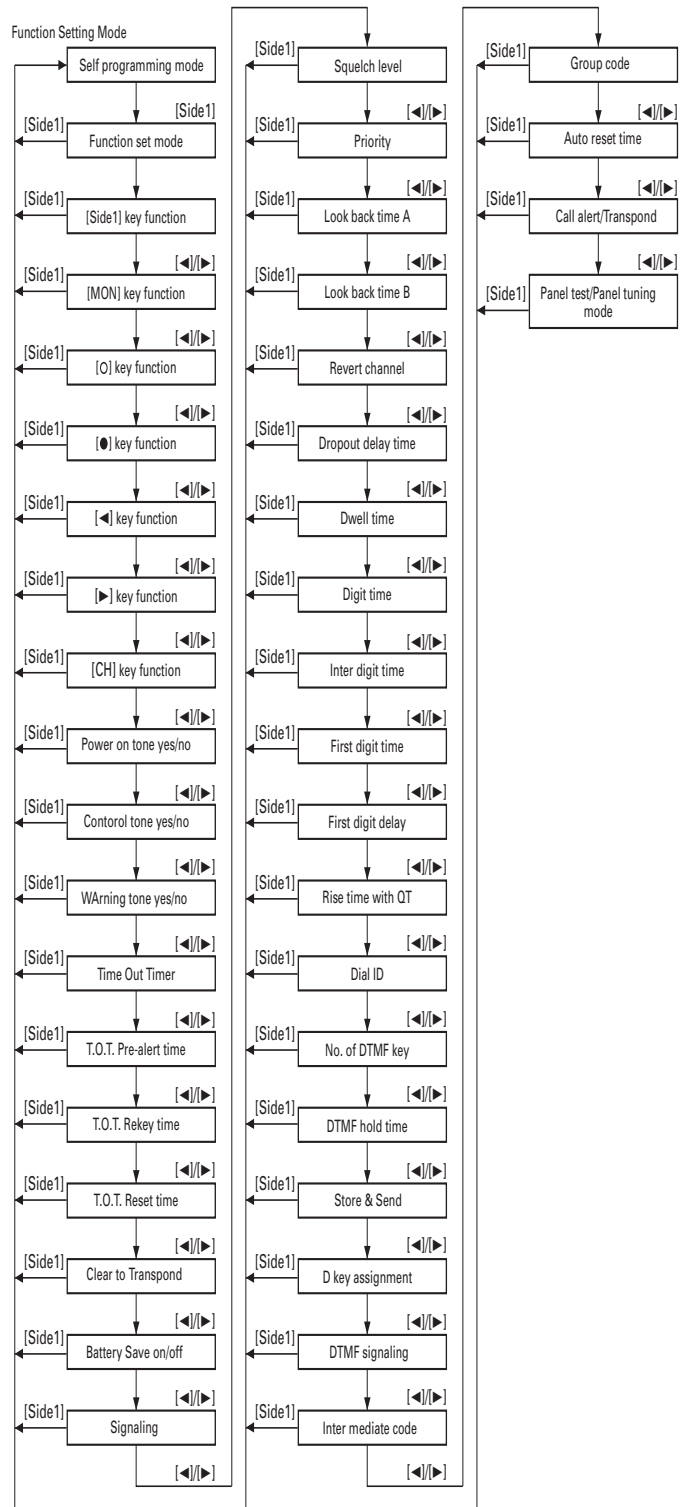 Function Setting Mode
Self programming mode
[Side1]
[Side1]
Function set mode
[Side1]
[Side1] key function
[◀]/[▶]
[Side1]
[MON] key function
[◀]/[▶]
[Side1]
[O] key function
[◀]/[▶]
[Side1]
[●] key function
[◀]/[▶]
[Side1]
[◀] key function
[◀]/[▶]
[Side1]
[▶] key function
[◀]/[▶]
[Side1]
[CH] key function
[◀]/[▶]
[Side1]
Power on tone yes/no
[◀]/[▶]
[Side1]
Contorol tone yes/no
[◀]/[▶]
[Side1]
WArning tone yes/no
[◀]/[▶]
[Side1]
Time Out Timer
[◀]/[▶]
[Side1]
T.O.T. Pre-alert time
[◀]/[▶]
[Side1]
T.O.T. Rekey time
[◀]/[▶]
[Side1]
T.O.T. Reset time
[◀]/[▶]
[Side1]
Clear to Transpond
[◀]/[▶]
[Side1]
Battery Save on/off
[◀]/[▶]
[Side1]
Signaling
[◀]/[▶]
[Side1]
Squelch level
[◀]/[▶]
[Side1]
Priority
[◀]/[▶]
[Side1]
Look back time A
[◀]/[▶]
[Side1]
Look back time B
[◀]/[▶]
[Side1]
Revert channel
[◀]/[▶]
[Side1]
Dropout delay time
[◀]/[▶]
[Side1]
Dwell time
[◀]/[▶]
[Side1]
Digit time
[◀]/[▶]
[Side1]
Inter digit time
[◀]/[▶]
[Side1]
First digit time
[◀]/[▶]
[Side1]
First digit delay
[◀]/[▶]
[Side1]
Rise time with QT
[◀]/[▶]
[Side1]
Dial ID
[◀]/[▶]
[Side1]
No. of DTMF key
[◀]/[▶]
[Side1]
DTMF hold time
[◀]/[▶]
[Side1]
Store & Send
[◀]/[▶]
[Side1]
D key assignment
[◀]/[▶]
[Side1]
DTMF signaling
[◀]/[▶]
[Side1]
Inter mediate code
[◀]/[▶]
[Side1]
Group code
[◀]/[▶]
[Side1]
Auto reset time
[◀]/[▶]
[Side1]
Call alert/Transpond
[◀]/[▶]
[Side1]
Panel test/Panel tuning
mode